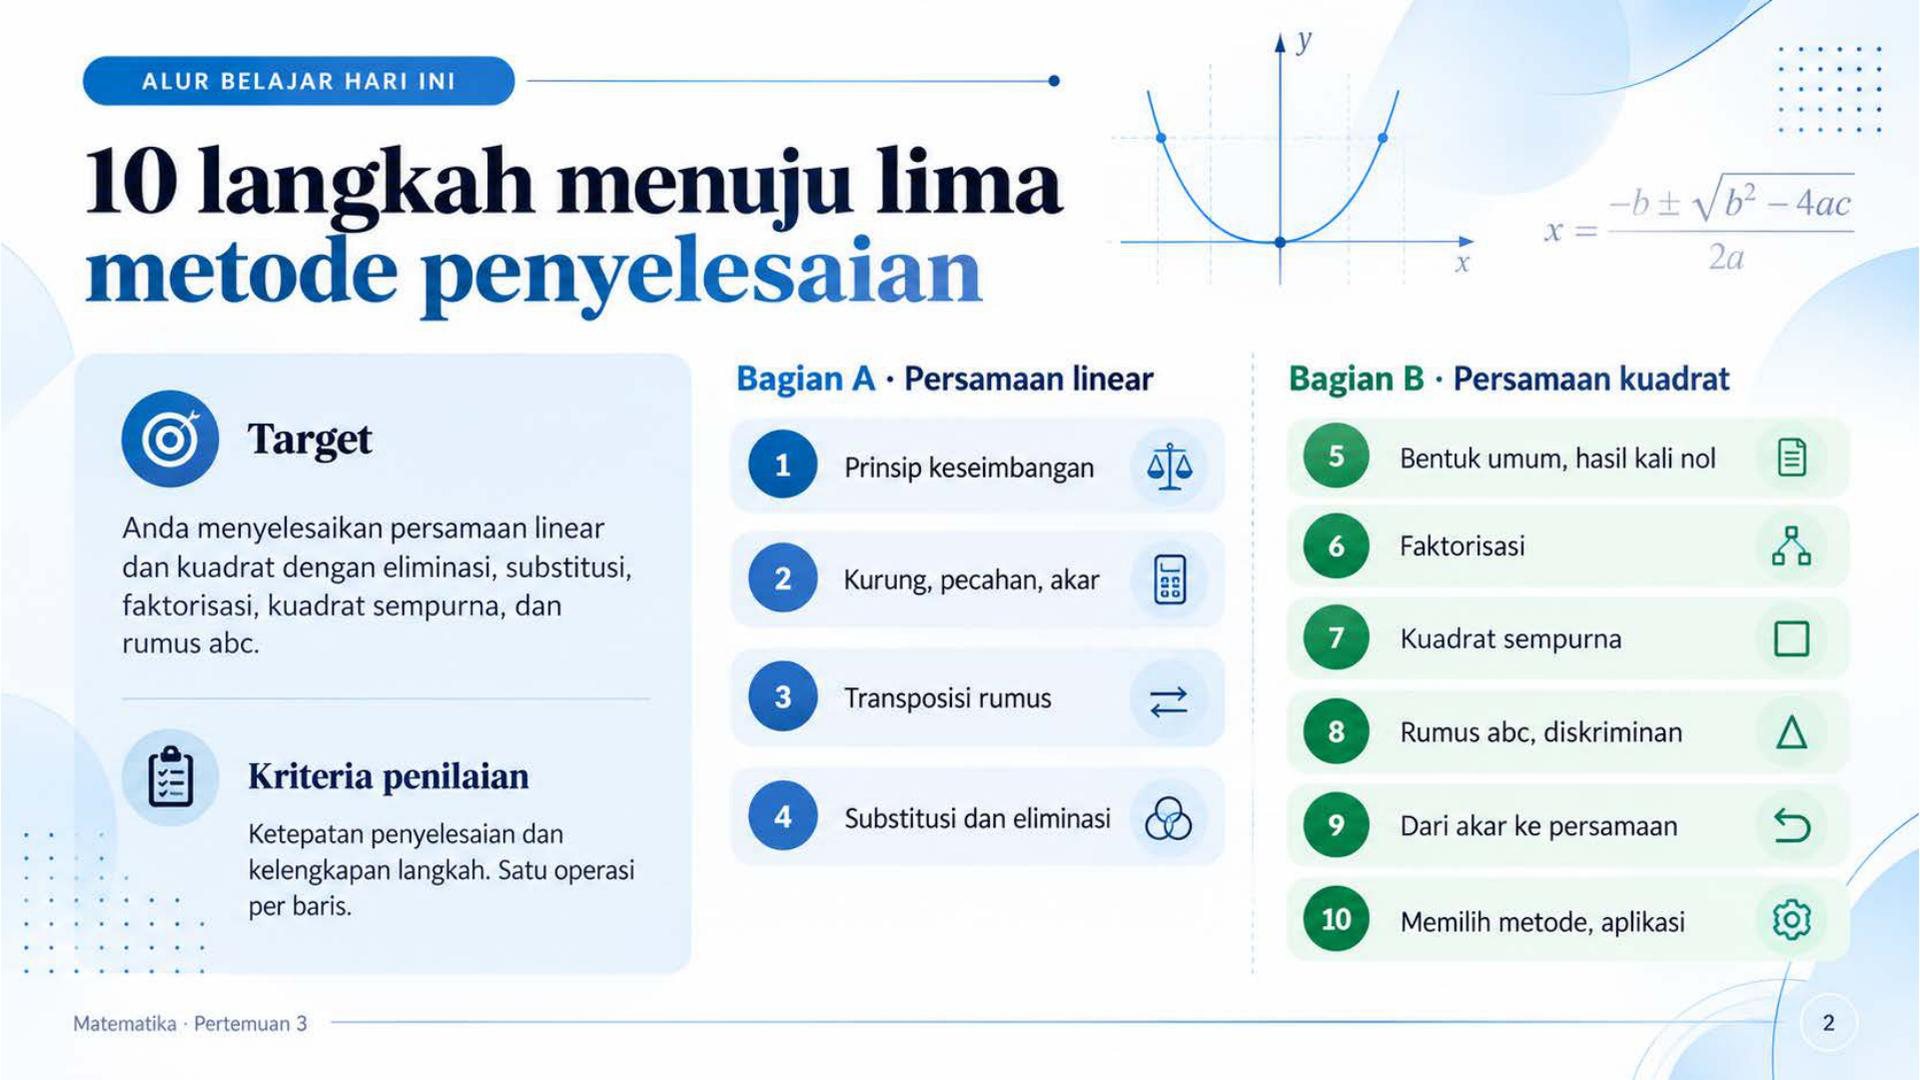 ALUR BELAJAR HARI INI
10 langkah menuju lima
metode penyelesaian
y
x
x = −b ± √b² − 4ac / 2a
Target
Anda menyelesaikan persamaan linear
dan kuadrat dengan eliminasi, substitusi,
faktorisasi, kuadrat sempurna, dan
rumus abc.
Kriteria penilaian
Ketepatan penyelesaian dan
kelengkapan langkah. Satu operasi
per baris.
Bagian A · Persamaan linear
1 Prinsip keseimbangan
2 Kurung, pecahan, akar
3 Transposisi rumus
4 Substitusi dan eliminasi
Bagian B · Persamaan kuadrat
5 Bentuk umum, hasil kali nol
6 Faktorisasi
7 Kuadrat sempurna
8 Rumus abc, diskriminan
9 Dari akar ke persamaan
10 Memilih metode, aplikasi
Matematika · Pertemuan 3
2